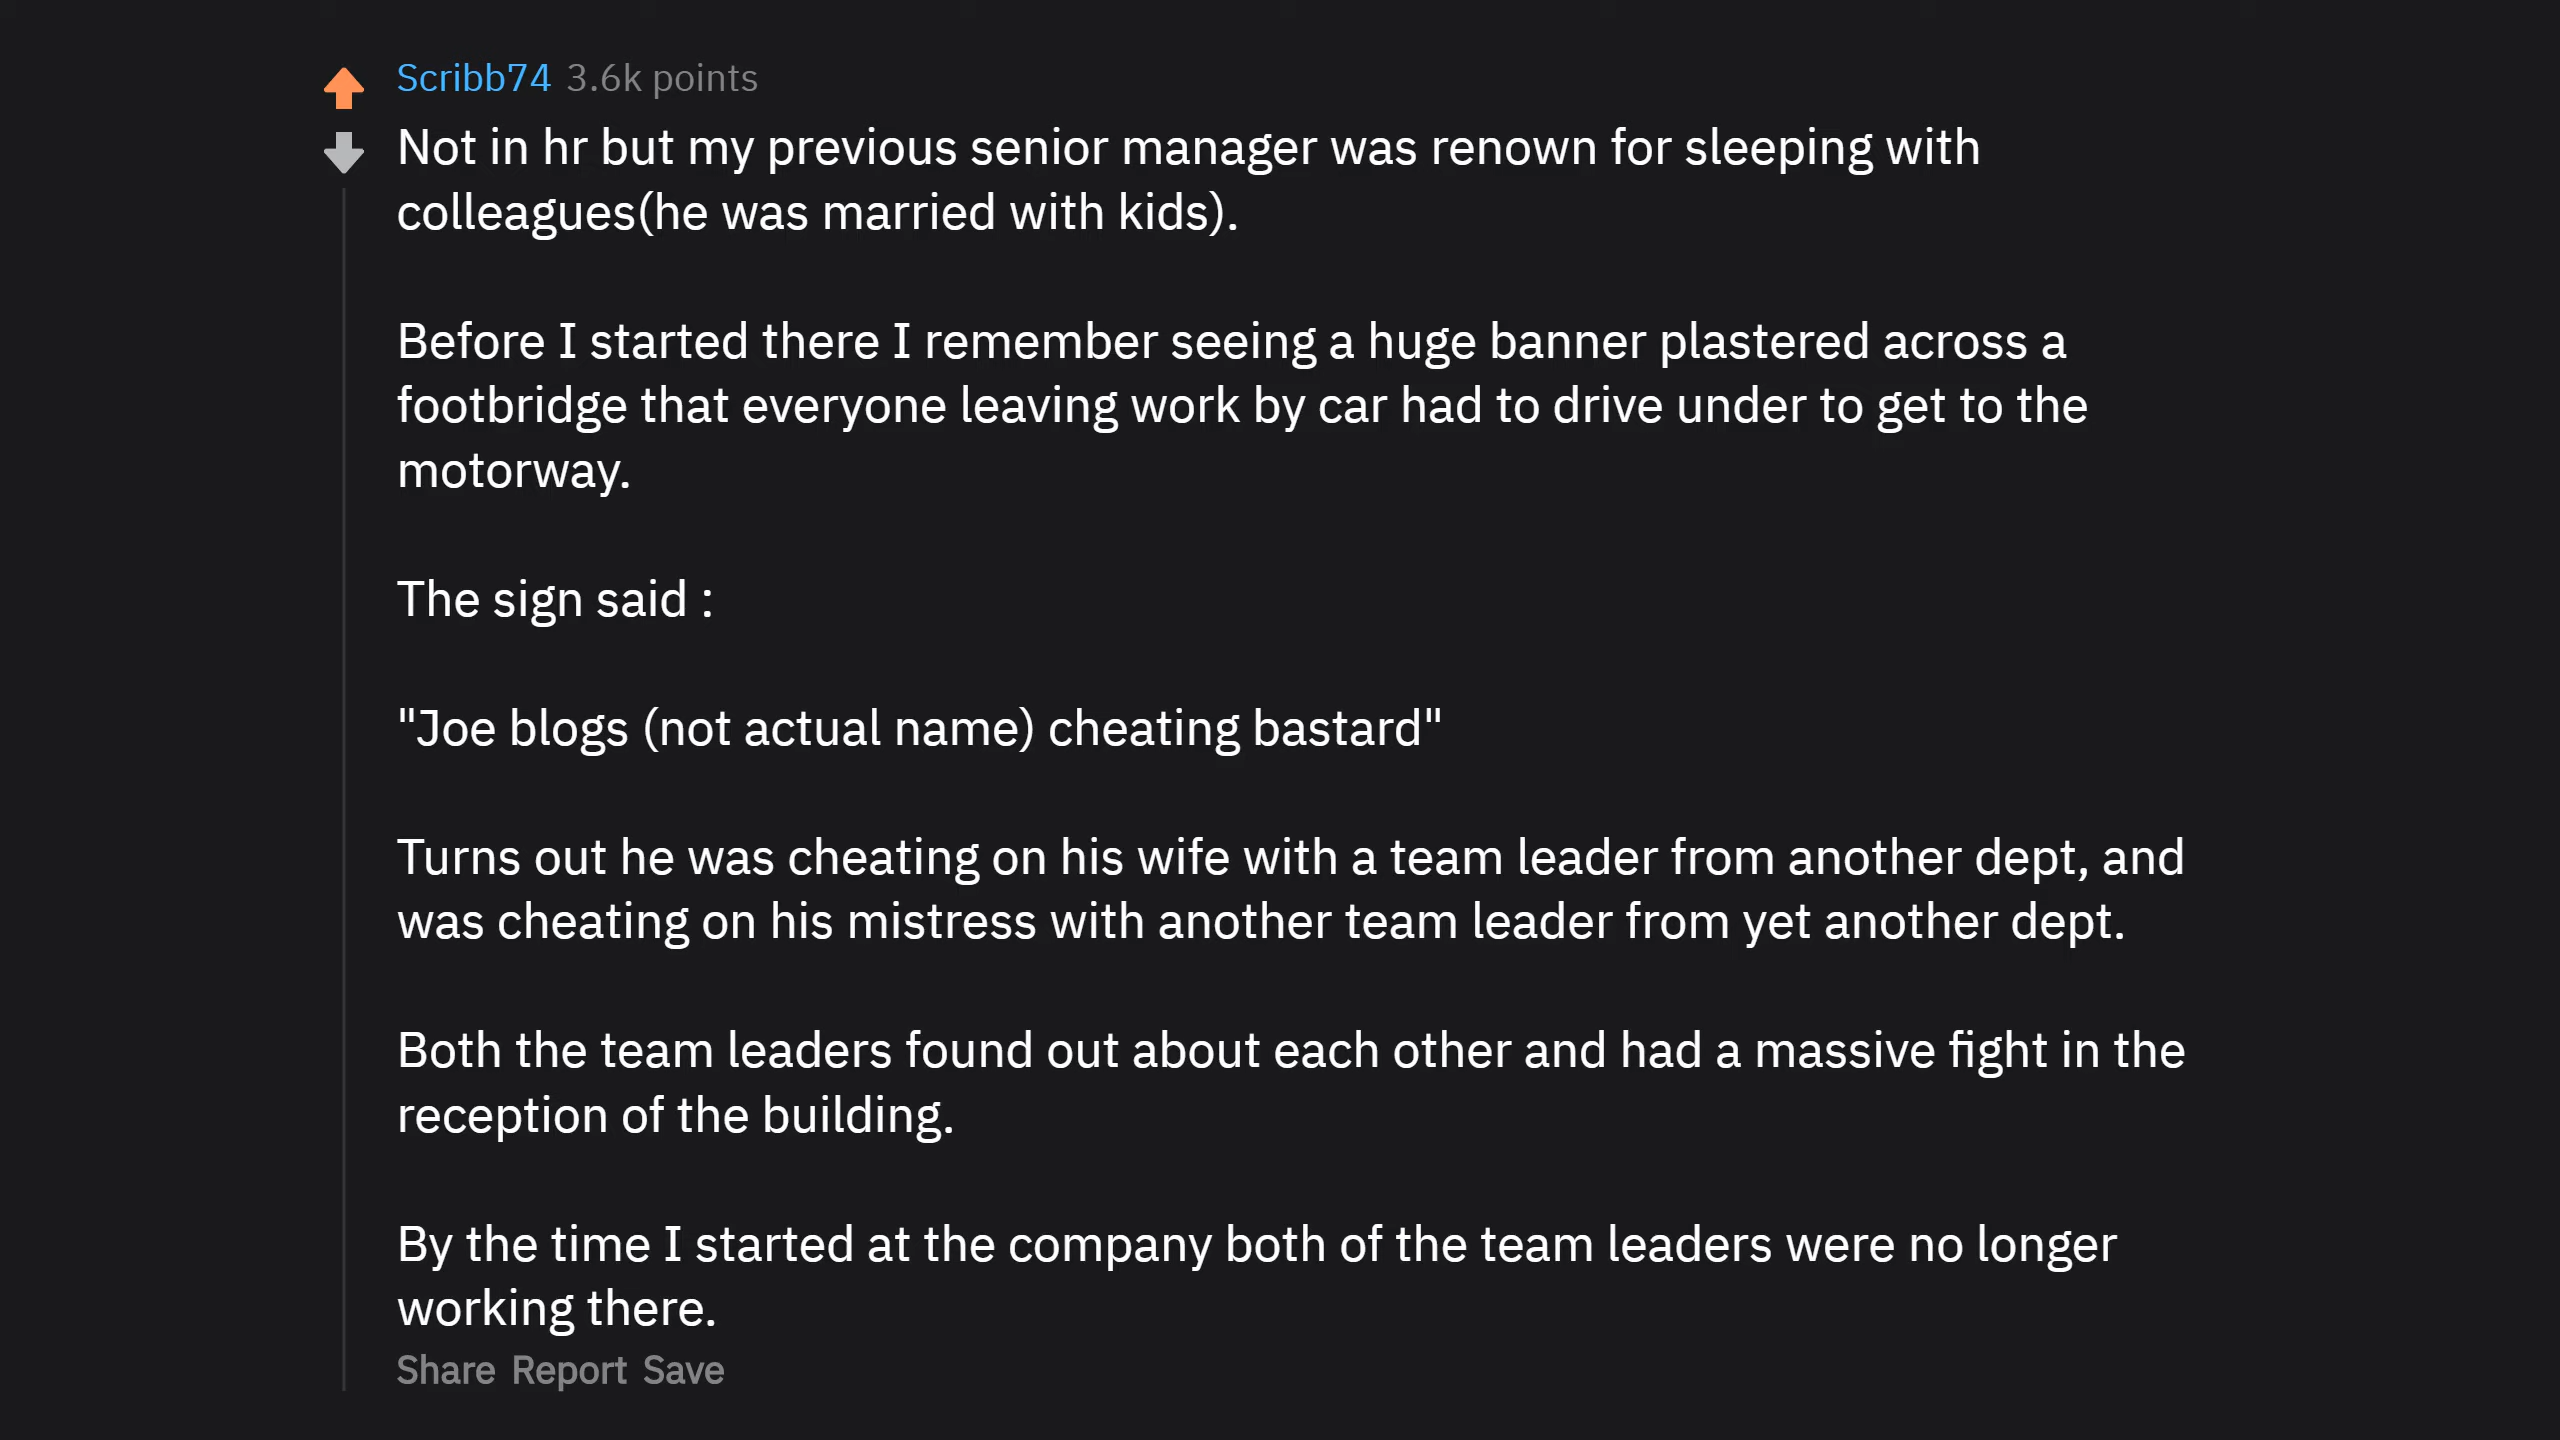 Scribb74 3.6k points
Not in hr but my previous senior manager was renown for sleeping with
colleagues(he was married with kids).
Before I started there I remember seeing a huge banner plastered across a
footbridge that everyone leaving work by car had to drive under to get to the
motorway.
The sign said :
"Joe blogs (not actual name) cheating bastard"
Turns out he was cheating on his wife with a team leader from another dept, and
was cheating on his mistress with another team leader from yet another dept.
Both the team leaders found out about each other and had a massive fight in the
reception of the building.
By the time I started at the company both of the team leaders were no longer
working there.
Share Report Save